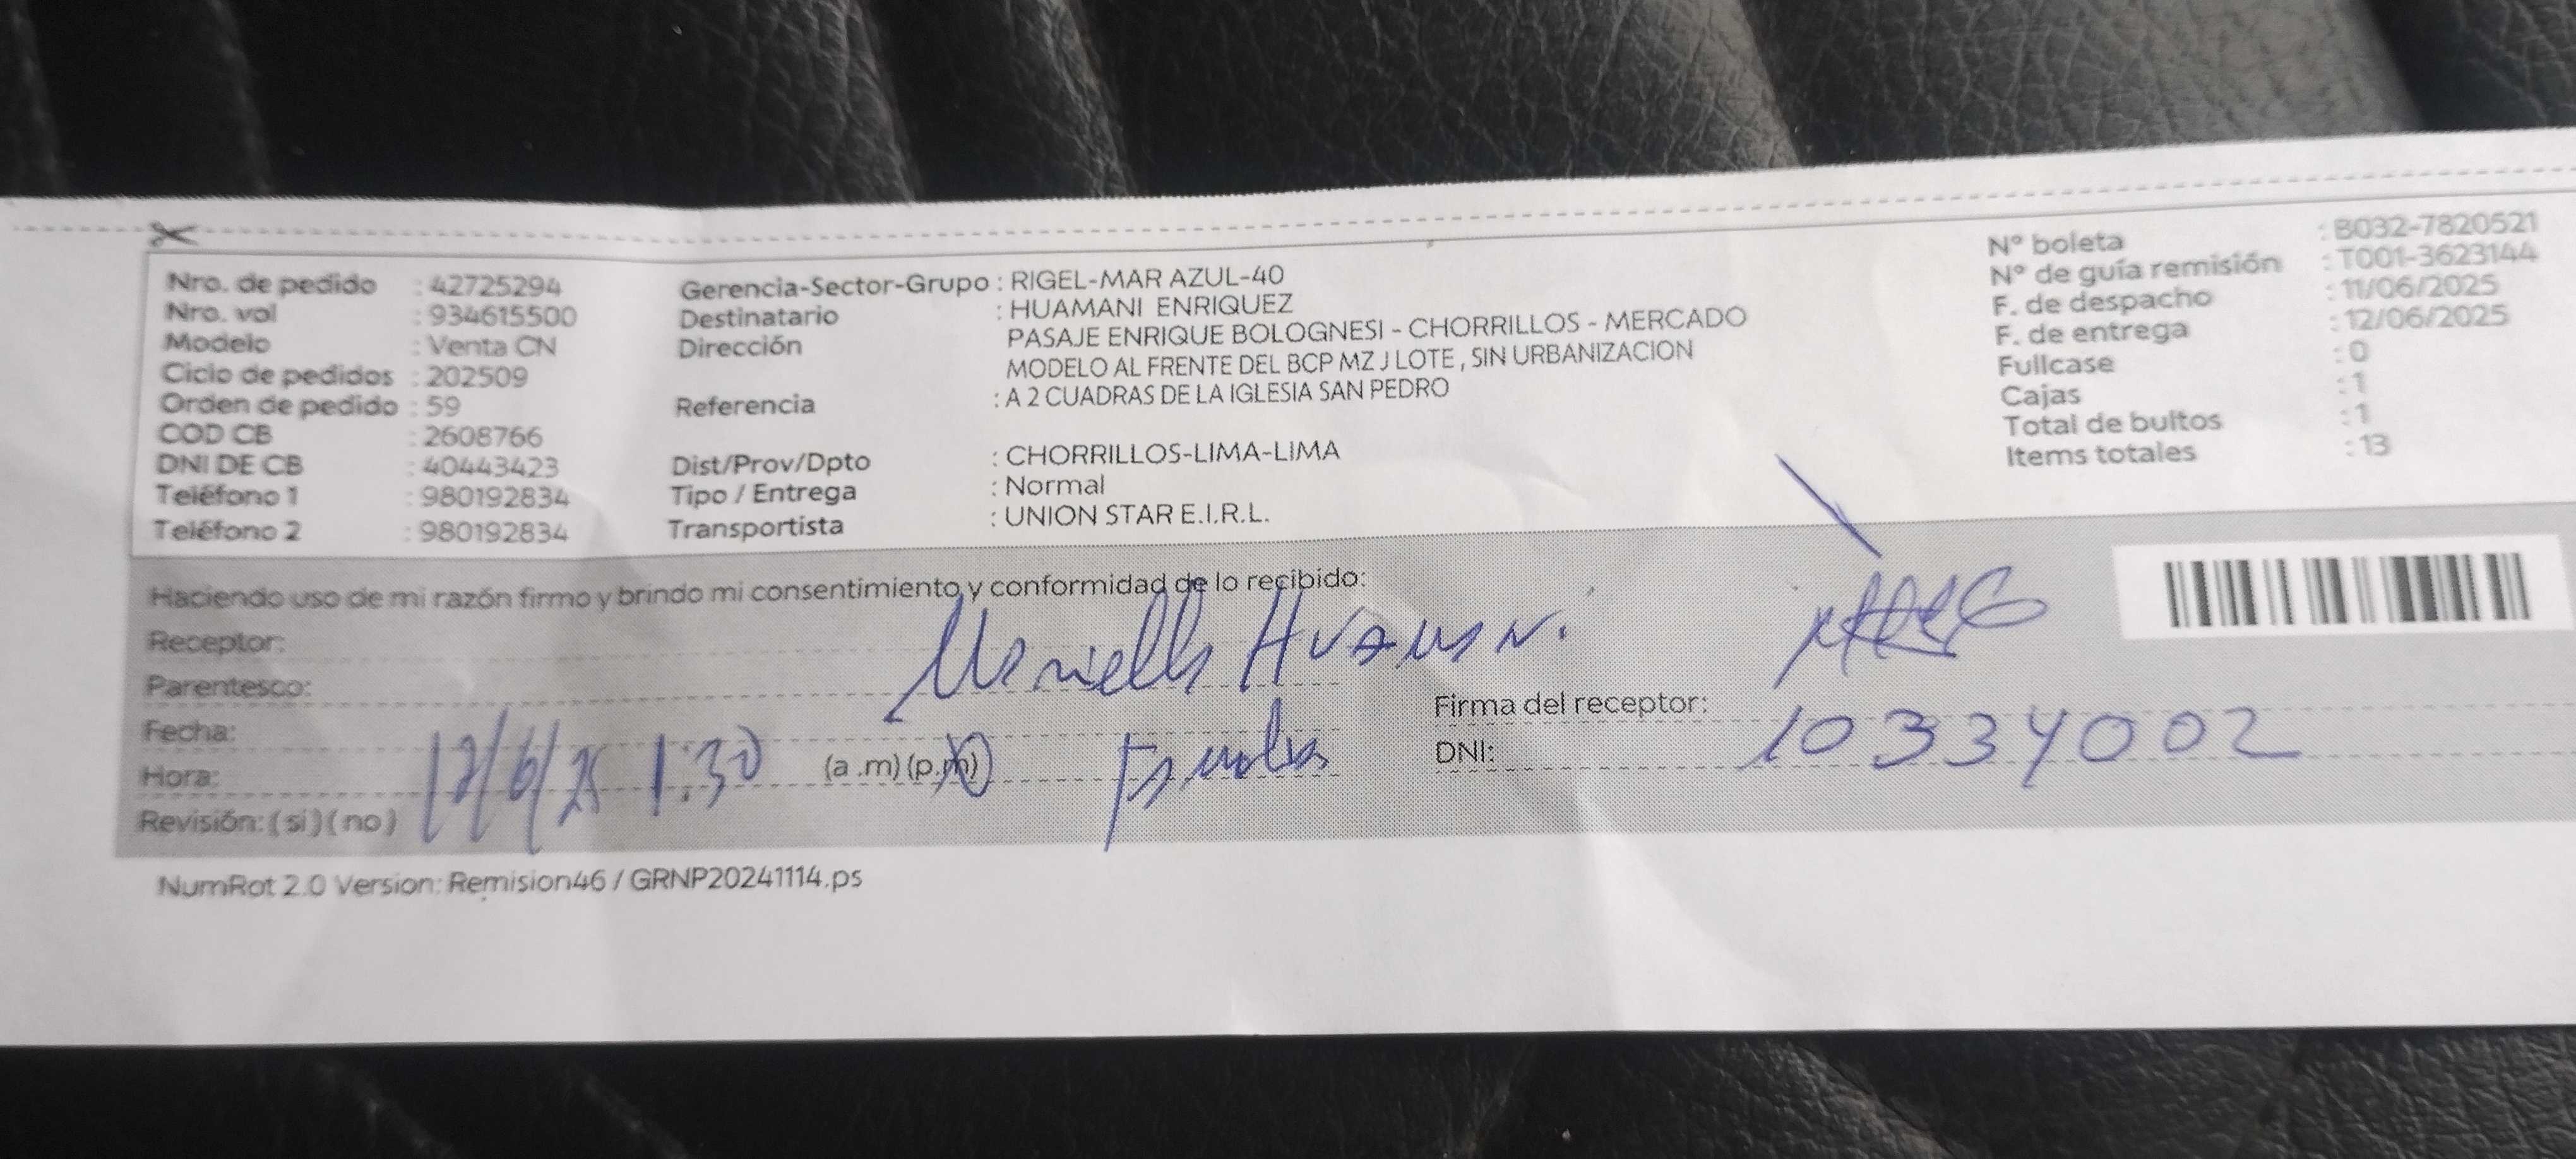 Nro. de pedido : 42725294
Nro. vol : 934615500
Modelo : Venta CN
Ciclo de pedidos : 202509
Orden de pedido : 59
COD CB : 2608766
DNI DE CB : 40443423
Teléfono 1 : 980192834
Teléfono 2 : 980192834
Gerencia-Sector-Grupo : RIGEL-MAR AZUL-40
Destinatario : HUAMANI ENRIQUEZ
Dirección PASAJE ENRIQUE BOLOGNESI - CHORRILLOS - MERCADO
MODELO AL FRENTE DEL BCP MZ J LOTE , SIN URBANIZACION
Referencia : A 2 CUADRAS DE LA IGLESIA SAN PEDRO
Dist/Prov/Dpto : CHORRILLOS-LIMA-LIMA
Tipo / Entrega : Normal
Transportista : UNION STAR E.I.R.L.
N° boleta : B032-7820521
N° de guía remisión : T001-3623144
F. de despacho : 11/06/2025
F. de entrega : 12/06/2025
Fullcase : 0
Cajas : 1
Total de bultos : 1
Items totales : 13
Haciendo uso de mi razón firmo y brindo mi consentimiento y conformidad de lo recibido:
Receptor:
Parentesco:
Fecha:
Hora: 1:30 (a .m) (p.m)
Revisión: ( si ) ( no )
Firma del receptor:
DNI: 10334002
NumRot 2.0 Version: Remision46 / GRNP20241114.ps